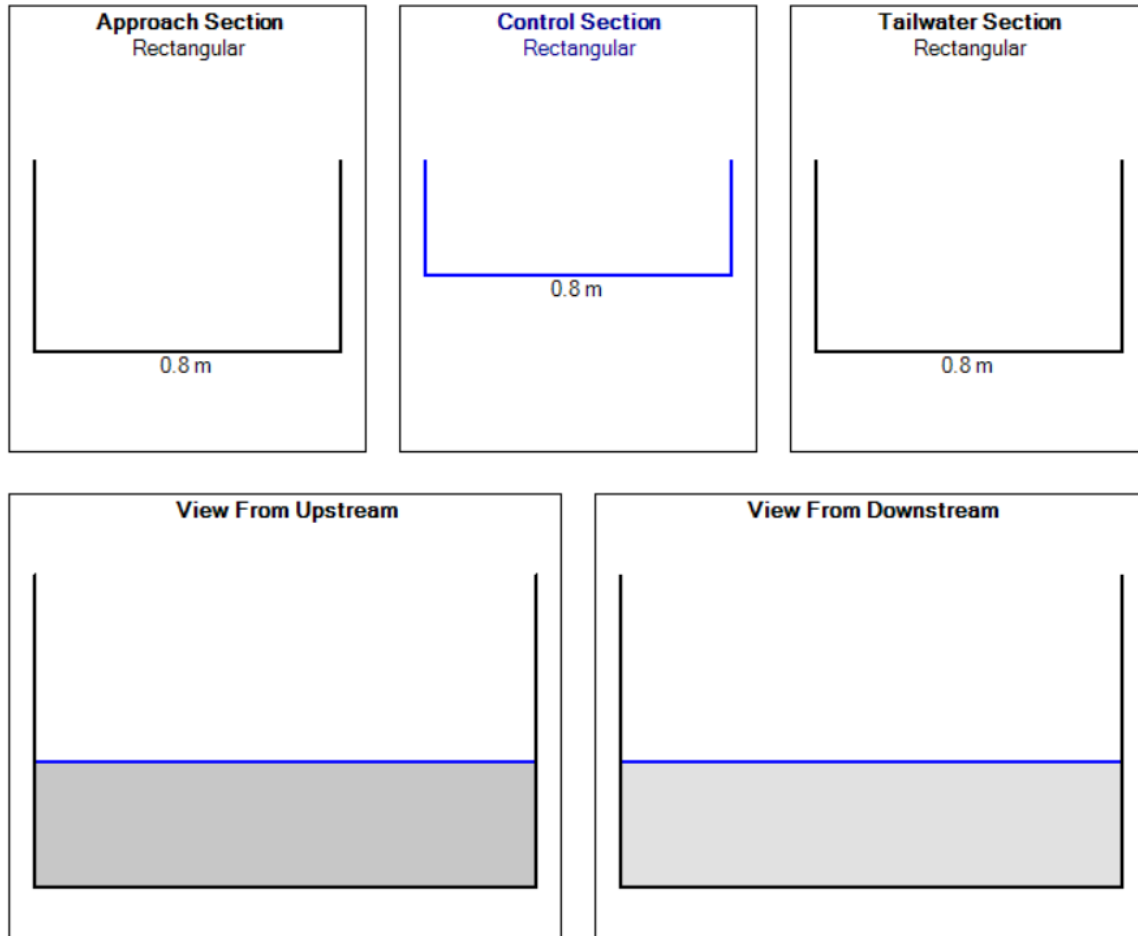 Approach Section
Rectangular
0.8 m
Control Section
Rectangular
0.8 m
Tailwater Section
Rectangular
0.8 m
View From Upstream
View From Downstream